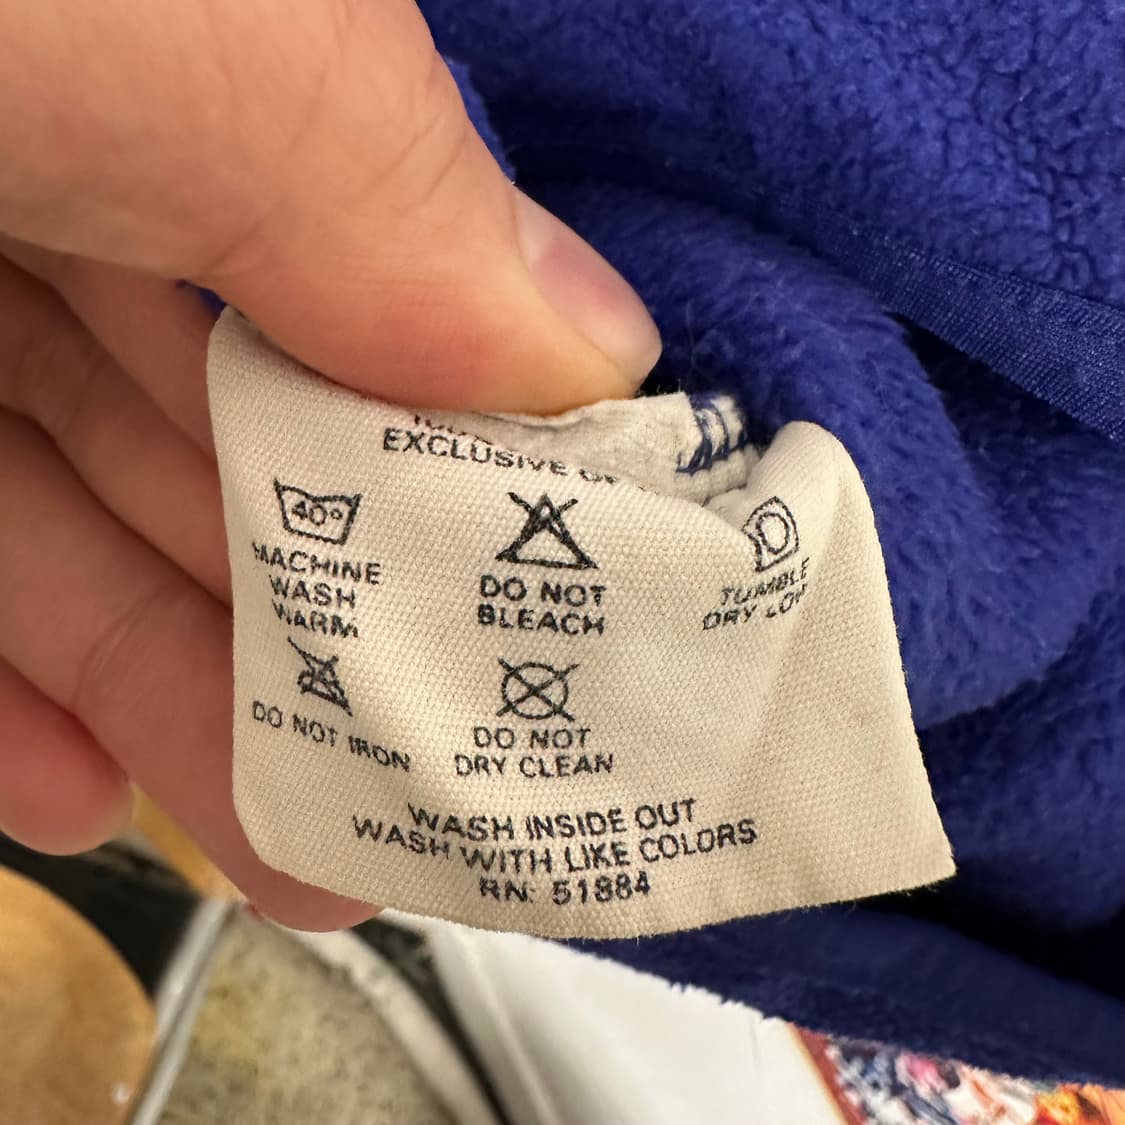 EXCLUSIVE OF
40°
MACHINE
WASH
WARM
DO NOT
BLEACH
TUMBLE
DRY LOW
DO NOT IRON
DO NOT
DRY CLEAN
WASH INSIDE OUT
WASH WITH LIKE COLORS
RN: 51884